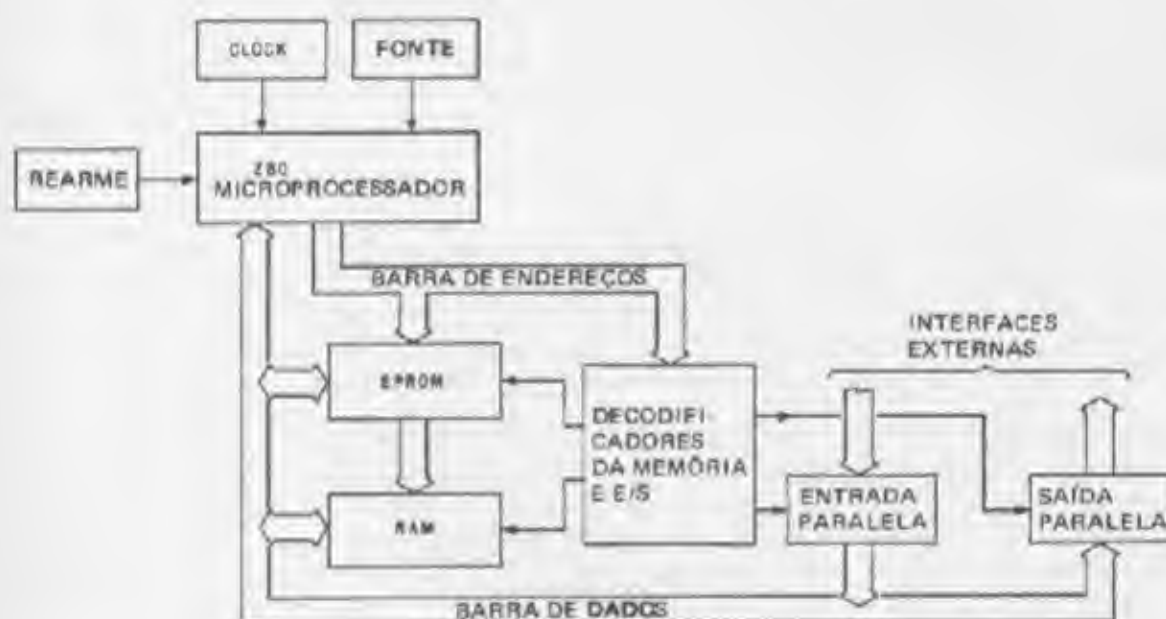 CLOCK
FONTE
REARME
Z80
MICROPROCESSADOR
BARRA DE ENDEREÇOS
INTERFACES
EXTERNAS
EPROM
DECODIFI-
CADORES
DA MEMÓRIA
E E/S
RAM
ENTRADA
PARALELA
SAÍDA
PARALELA
BARRA DE DADOS